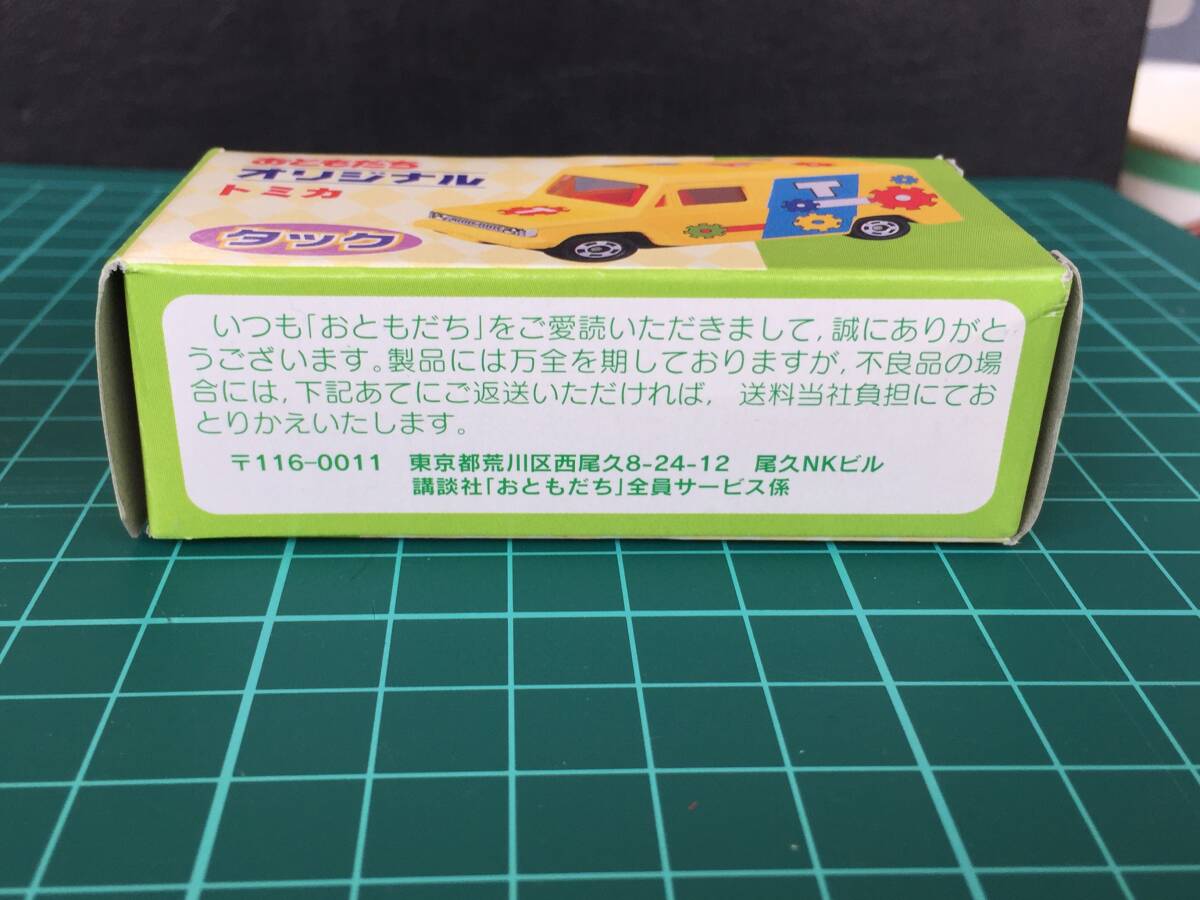 おともだち
オリジナル
トミカ
タック
T
いつも「おともだち」をご愛読いただきまして,誠にありがと
うございます。製品には万全を期しておりますが,不良品の場
合には,下記あてにご返送いただければ, 送料当社負担にてお
とりかえいたします。
〒116-0011 東京都荒川区西尾久8-24-12 尾久NKビル
講談社「おともだち」全員サービス係